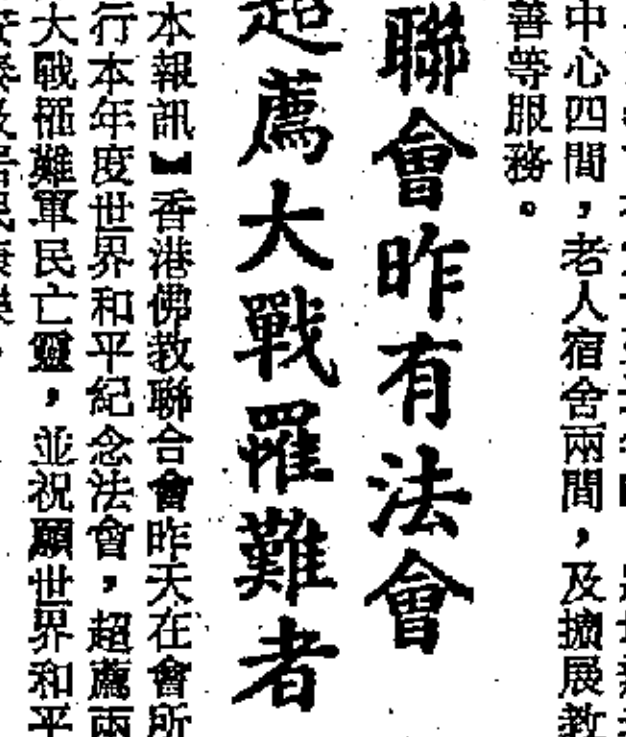 中心四間，老人宿舍兩間，及擴展教
善等服務。
聯會昨有法會
超薦大戰罹難者
本報訊】香港佛教聯合會昨天在會所
行本年度世界和平紀念法會，超薦兩
大戰罹難軍民亡靈，並祝願世界和平